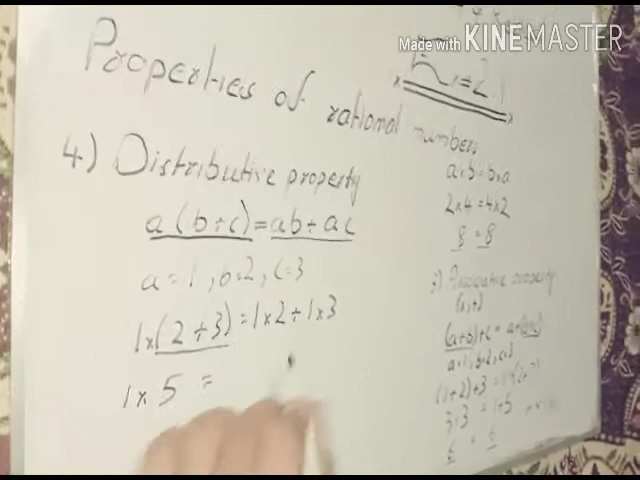 Made with KINEMASTER
Properties of rational numbers
4) Distributive property
a(b+c)=ab+ac
a=1, b=2, c=3
1×(2+3)=1×2+1×3
1×5=
a×b=b×a
2×4=4×2
8=8
3) Associative property
(×,+)
(a+b)+c=a+(b+c)
a=1, b=2, c=3
(1+2)+3=
3+3=1+5
6=6